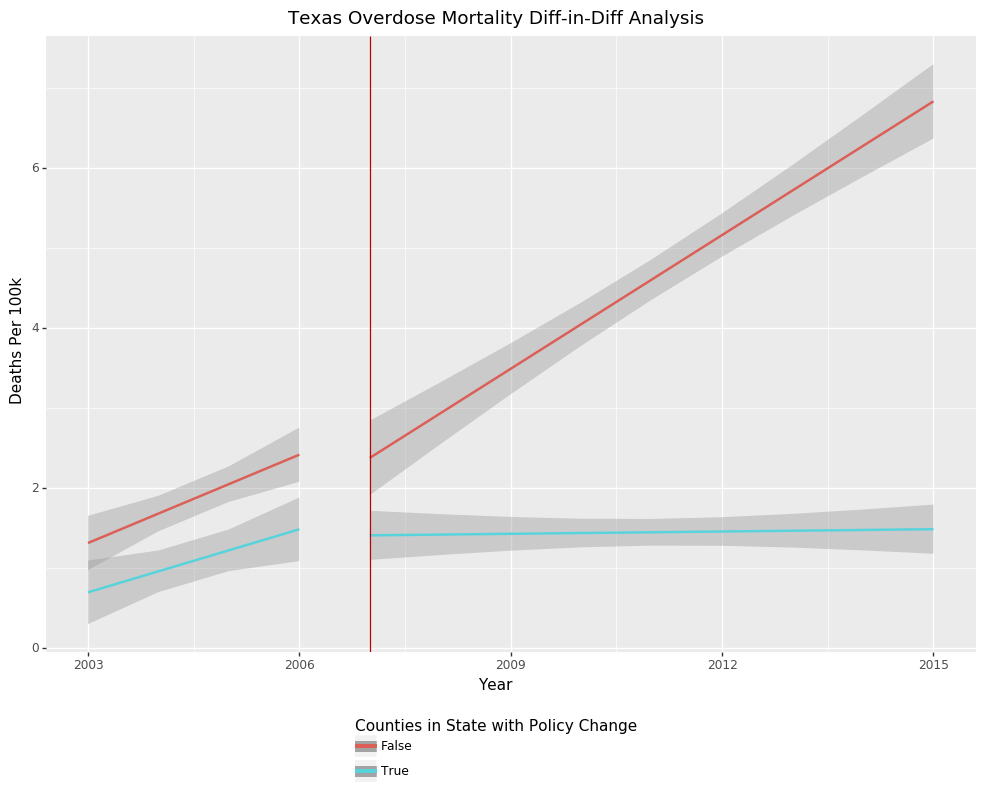 Texas Overdose Mortality Diff-in-Diff Analysis
Deaths Per 100k
6
4
2
0
2003
2006
2009
2012
2015
Year
Counties in State with Policy Change
False
True